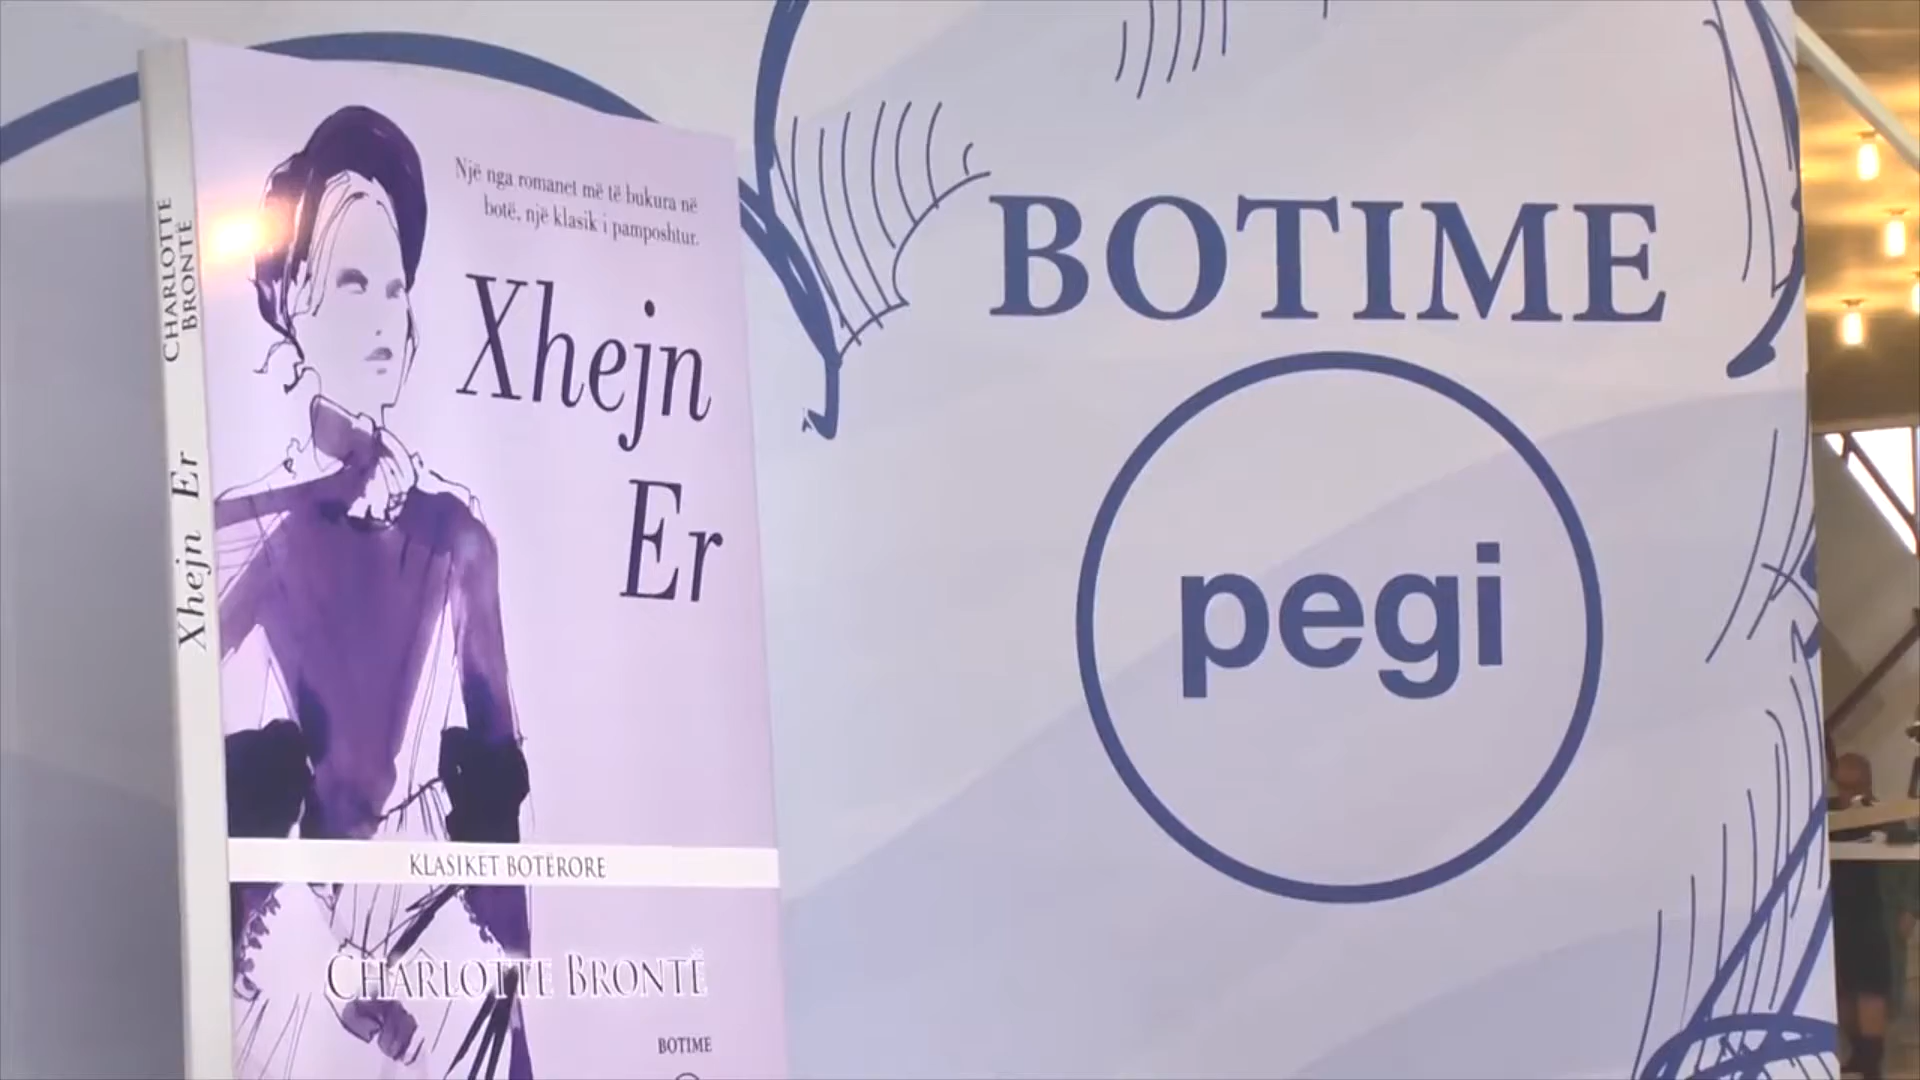 CHARLOTTE
BRONTË
Xhejn Er
Një nga romanet më të bukura në
botë, një klasik i pamposhtur.
Xhejn
Er
KLASIKET BOTËRORE
CHARLOTTE BRONTË
BOTIME
BOTIME
pegi